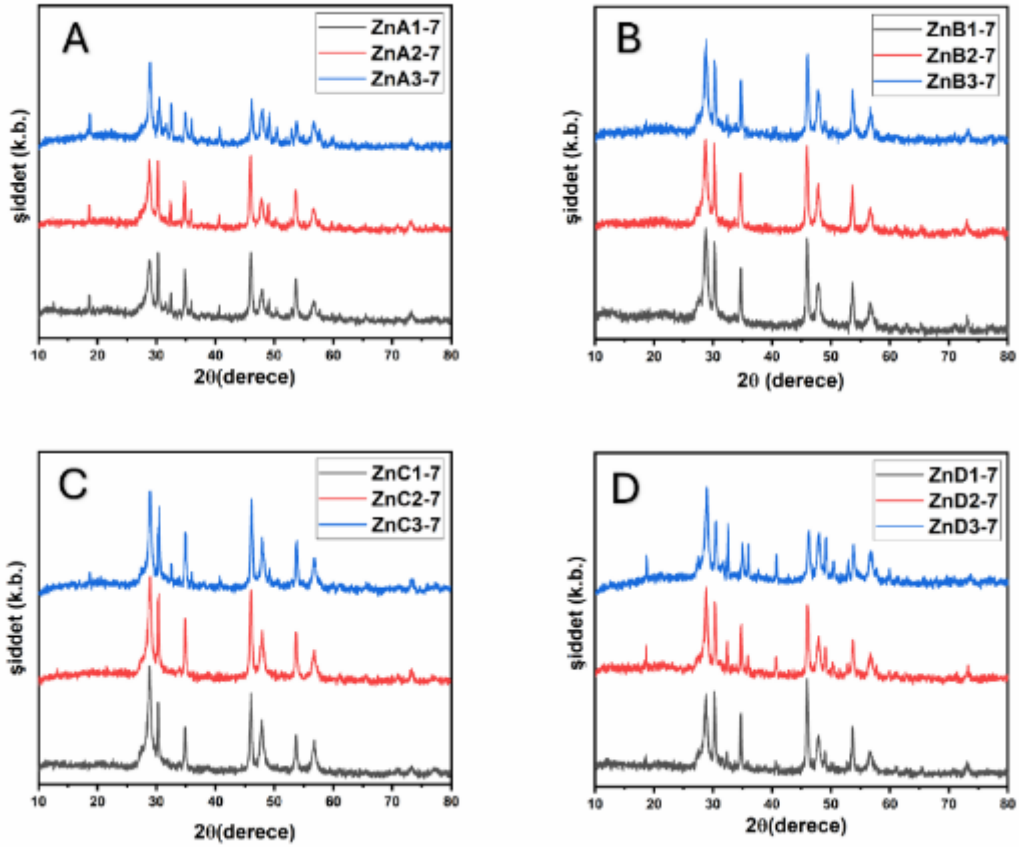 A
ZnA1-7
ZnA2-7
ZnA3-7
şiddet (k.b.)
10 20 30 40 50 60 70 80
2θ(derece)
B
ZnB1-7
ZnB2-7
ZnB3-7
şiddet (k.b.)
10 20 30 40 50 60 70 80
2θ (derece)
C
ZnC1-7
ZnC2-7
ZnC3-7
şiddet (k.b.)
10 20 30 40 50 60 70 80
2θ(derece)
D
ZnD1-7
ZnD2-7
ZnD3-7
şiddet (k.b.)
10 20 30 40 50 60 70 80
2θ(derece)